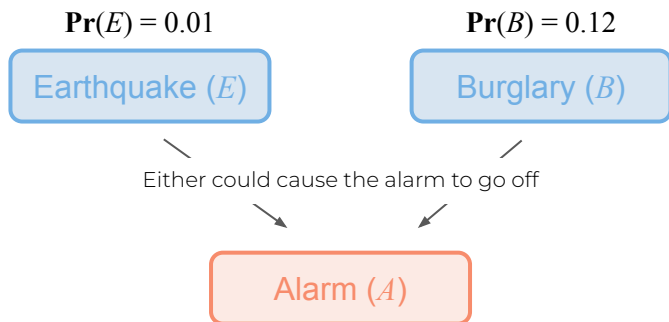 Pr(E) = 0.01
Pr(B) = 0.12
Earthquake (E)
Burglary (B)
Either could cause the alarm to go off
Alarm (A)